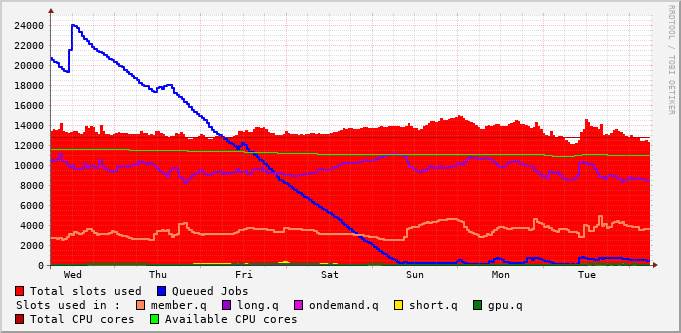 RRDTOOL / TOBI OETIKER
24000
22000
20000
18000
16000
14000
12000
10000
8000
6000
4000
2000
0
Wed Thu Fri Sat Sun Mon Tue
Total slots used Queued Jobs
Slots used in : member.q long.q ondemand.q short.q gpu.q
Total CPU cores Available CPU cores